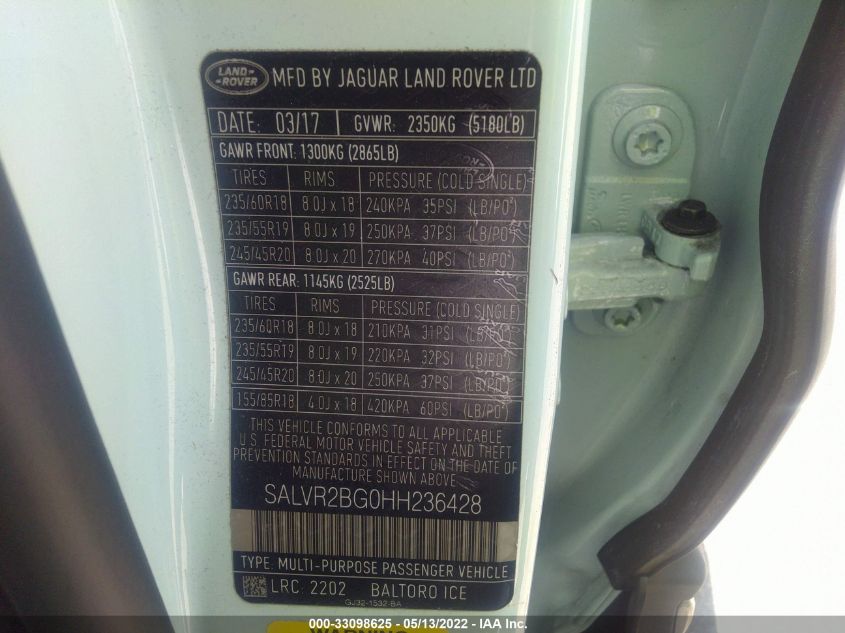 LAND
ROVER
MFD BY JAGUAR LAND ROVER LTD
DATE: 03/17 GVWR: 2350KG (5180LB)
GAWR FRONT: 1300KG (2865LB)
TIRES RIMS PRESSURE (COLD SINGLE)
235/60R18 8.0J x 18 240KPA 35PSI (LB/PO²)
235/55R19 8.0J x 19 250KPA 37PSI (LB/PO²)
245/45R20 8.0J x 20 270KPA 40PSI (LB/PO²)
GAWR REAR: 1145KG (2525LB)
TIRES RIMS PRESSURE (COLD SINGLE)
235/60R18 8.0J x 18 210KPA 31PSI (LB/PO²)
235/55R19 8.0J x 19 220KPA 32PSI (LB/PO²)
245/45R20 8.0J x 20 250KPA 37PSI (LB/PO²)
155/85R18 4.0J x 18 420KPA 60PSI (LB/PO²)
THIS VEHICLE CONFORMS TO ALL APPLICABLE
U.S. FEDERAL MOTOR VEHICLE SAFETY AND THEFT
PREVENTION STANDARDS IN EFFECT ON THE DATE OF
MANUFACTURE SHOWN ABOVE.
SALVR2BG0HH236428
TYPE: MULTI-PURPOSE PASSENGER VEHICLE
LRC 2202 BALTORO ICE
GJ32-1532-BA
WARNING
000-33098625 - 05/13/2022 - IAA Inc.